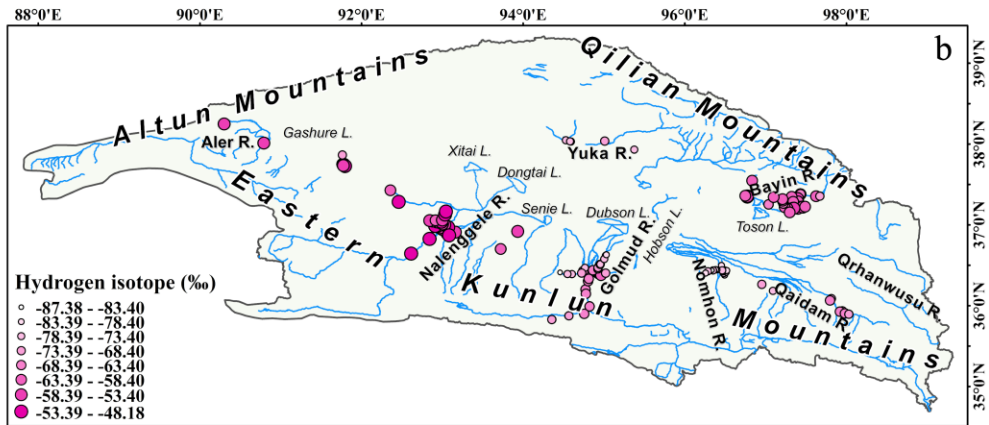 88°0'E 90°0'E 92°0'E 94°0'E 96°0'E 98°0'E
b
39°0'N
38°0'N
37°0'N
36°0'N
35°0'N
Altun Mountains
Qilian Mountains
Aler R.
Gashure L.
Yuka R.
Xitai L.
Dongtai L.
Bayin R.
Senie L.
Dubson L.
Hobson L.
Toson L.
Nalenggele R.
Golmud R.
Nomhon R.
Qaidam R.
Qrhanwusu R.
Eastern Kunlun Mountains
Hydrogen isotope (‰)
-87.38 - -83.40
-83.39 - -78.40
-78.39 - -73.40
-73.39 - -68.40
-68.39 - -63.40
-63.39 - -58.40
-58.39 - -53.40
-53.39 - -48.18